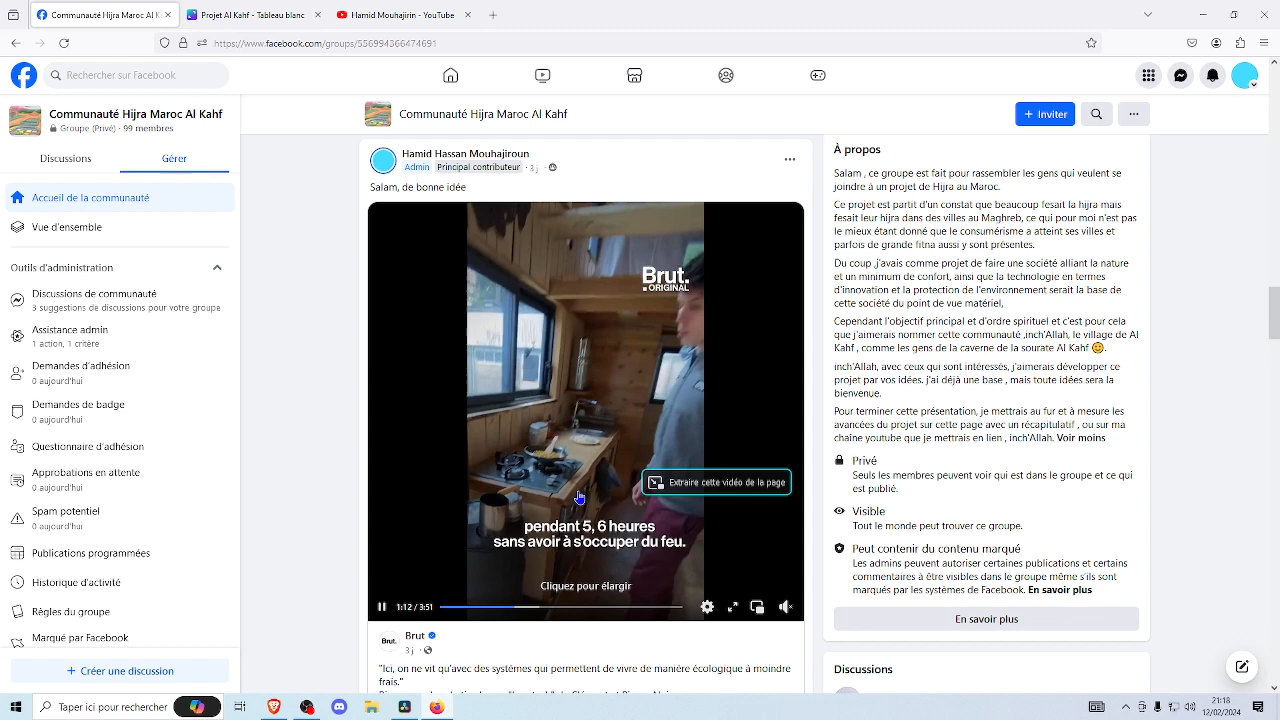 Communauté Hijra Maroc Al K
Projet Al Kahf - Tableau blanc
Hamid Mouhajirun - YouTube
https://www.facebook.com/groups/556994366474691
Rechercher sur Facebook
Communauté Hijra Maroc Al Kahf
Groupe (Privé) · 99 membres
Discussions
Gérer
Accueil de la communauté
Vue d'ensemble
Outils d'administration
Discussions de communauté
3 suggestions de discussions pour votre groupe
Assistance admin
1 action, 1 critère
Demandes d'adhésion
0 aujourd'hui
Demandes de badge
0 aujourd'hui
Questionnaire d'adhésion
Approbations en attente
0 aujourd'hui
Spam potentiel
0 aujourd'hui
Publications programmées
Historique d'activité
Règles du groupe
Marqué par Facebook
+ Créer une discussion
Communauté Hijra Maroc Al Kahf
+ Inviter
Hamid Hassan Mouhajiroun
Admin Principal contributeur · 3 j ·
Salam, de bonne idée
Brut.
ORIGINAL
Extraire cette vidéo de la page
pendant 5, 6 heures
sans avoir à s'occuper du feu.
Cliquez pour élargir
1:12 / 3:51
Brut.
Brut
3 j ·
"Ici, on ne vit qu'avec des systèmes qui permettent de vivre de manière écologique à moindre
frais."
À propos
Salam , ce groupe est fait pour rassembler les gens qui veulent se
joindre à un projet de Hijra au Maroc.
Ce projet est partit d'un constat que beaucoup fesait la hijra mais
fesait leur hijra dans des villes au Maghreb, ce qui pour moi n'est pas
le mieux étant donné que le consumérisme a atteint ses villes et
parfois de grande fitna aussi y sont présentes.
Du coup ,j'avais comme projet de faire une société alliant la nature
et un minmum de confort, ainsi que la technologie en termes
d'innovation et la protection de l'environnement serait la base de
cette société du point de vue matériel,
Cependant l'objectif principal et d'ordre spirituel et c'est pour celà
que j'aimerais nommer cette communauté ,inch'Allah, le village de Al
Kahf , comme les gens de la caverne de la sourate Al Kahf 🙂.
inch'Allah, avec ceux qui sont intéressés, j'aimerais développer ce
projet par vos idées. j'ai déjà une base , mais toute idées sera la
bienvenue.
Pour terminer cette présentation, je mettrais au fur et à mesure les
avancées du projet sur cette page avec un récapitulatif , ou sur ma
chaine youtube que je mettrais en lien , inch'Allah. Voir moins
Privé
Seuls les membres peuvent voir qui est dans le groupe et ce qui
est publié.
Visible
Tout le monde peut trouver ce groupe.
Peut contenir du contenu marqué
Les admins peuvent autoriser certaines publications et certains
commentaires à être visibles dans le groupe même s'ils sont
marqués par les systèmes de Facebook. En savoir plus
En savoir plus
Discussions
Taper ici pour rechercher
21:18
12/02/2024